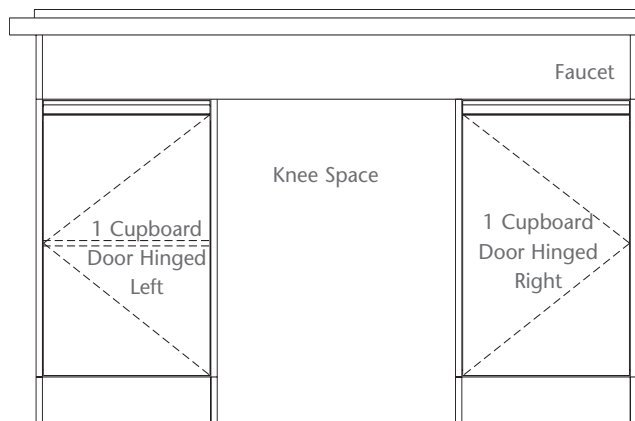 Faucet
Knee Space
1 Cupboard
Door Hinged
Left
1 Cupboard
Door Hinged
Right